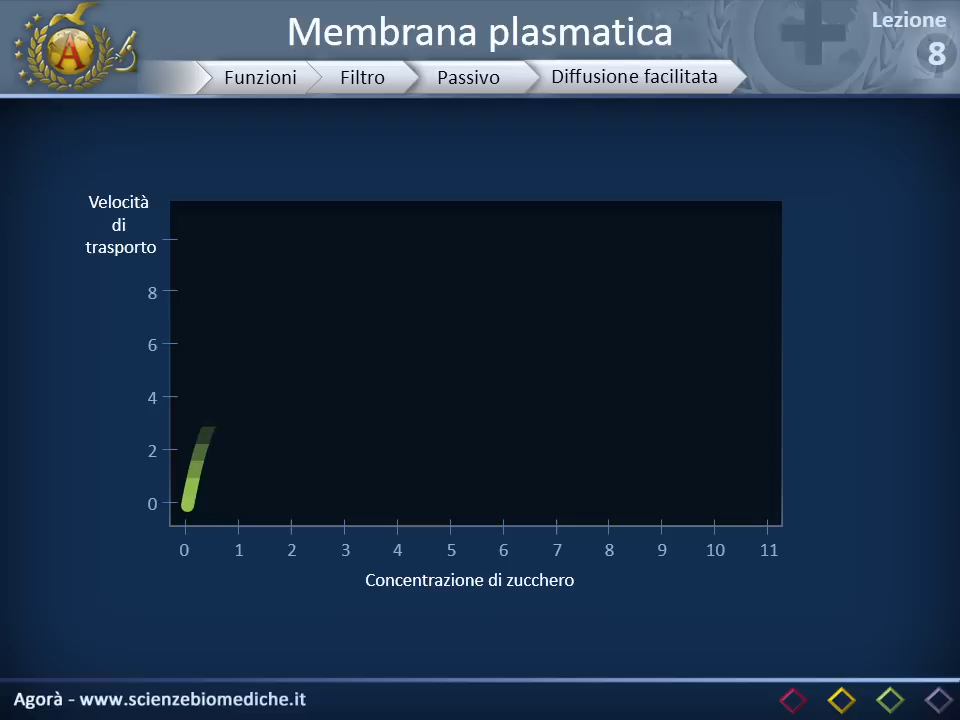 Membrana plasmatica
Lezione
8
A
Funzioni
Filtro
Passivo
Diffusione facilitata
Velocità
di
trasporto
8
6
4
2
0
0 1 2 3 4 5 6 7 8 9 10 11
Concentrazione di zucchero
Agorà - www.scienzebiomediche.it